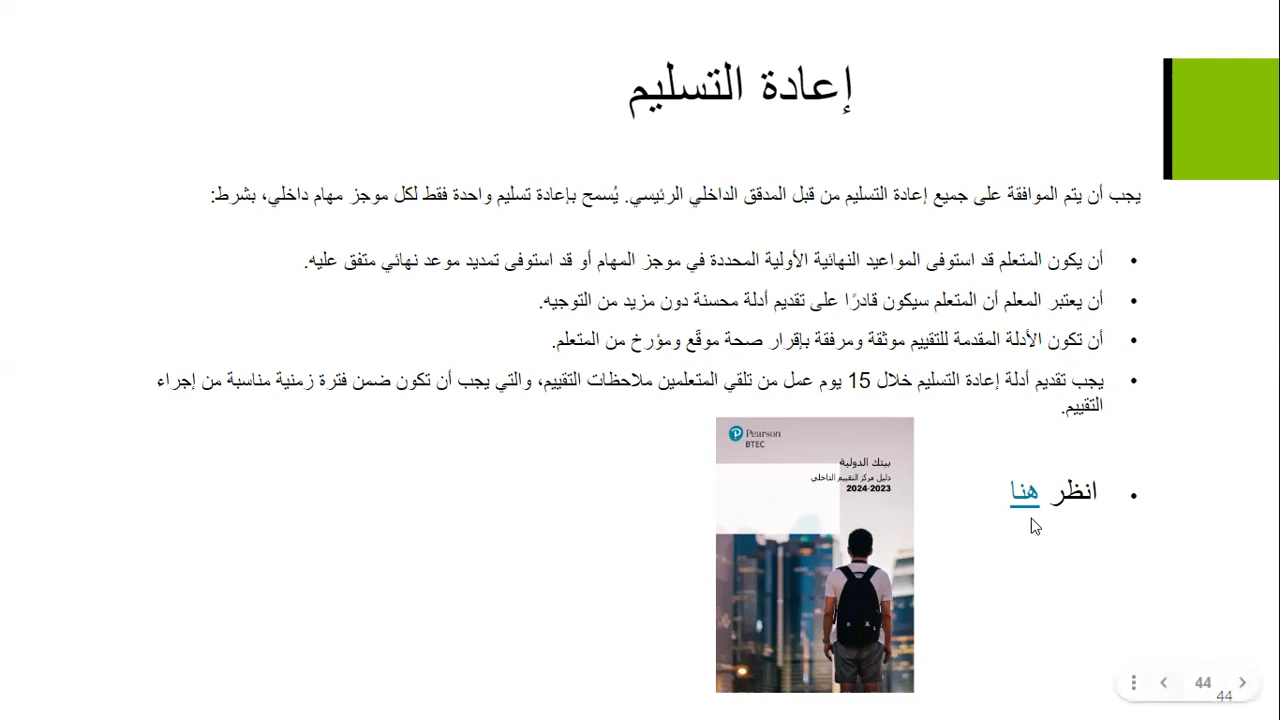 إعادة التسليم
يجب أن يتم الموافقة على جميع إعادة التسليم من قبل المدقق الداخلي الرئيسي. يُسمح بإعادة تسليم واحدة فقط لكل موجز مهام داخلي، بشرط:
• أن يكون المتعلم قد استوفى المواعيد النهائية الأولية المحددة في موجز المهام أو قد استوفى تمديد موعد نهائي متفق عليه.
• أن يعتبر المعلم أن المتعلم سيكون قادرًا على تقديم أدلة محسنة دون مزيد من التوجيه.
• أن تكون الأدلة المقدمة للتقييم موثقة ومرفقة بإقرار صحة موقّع ومؤرخ من المتعلم.
• يجب تقديم أدلة إعادة التسليم خلال 15 يوم عمل من تلقي المتعلمين ملاحظات التقييم، والتي يجب أن تكون ضمن فترة زمنية مناسبة من إجراء
التقييم.
• انظر هنا
Pearson
BTEC
بيتك الدولية
دليل مركز التقييم الداخلي
2024-2023
44
44